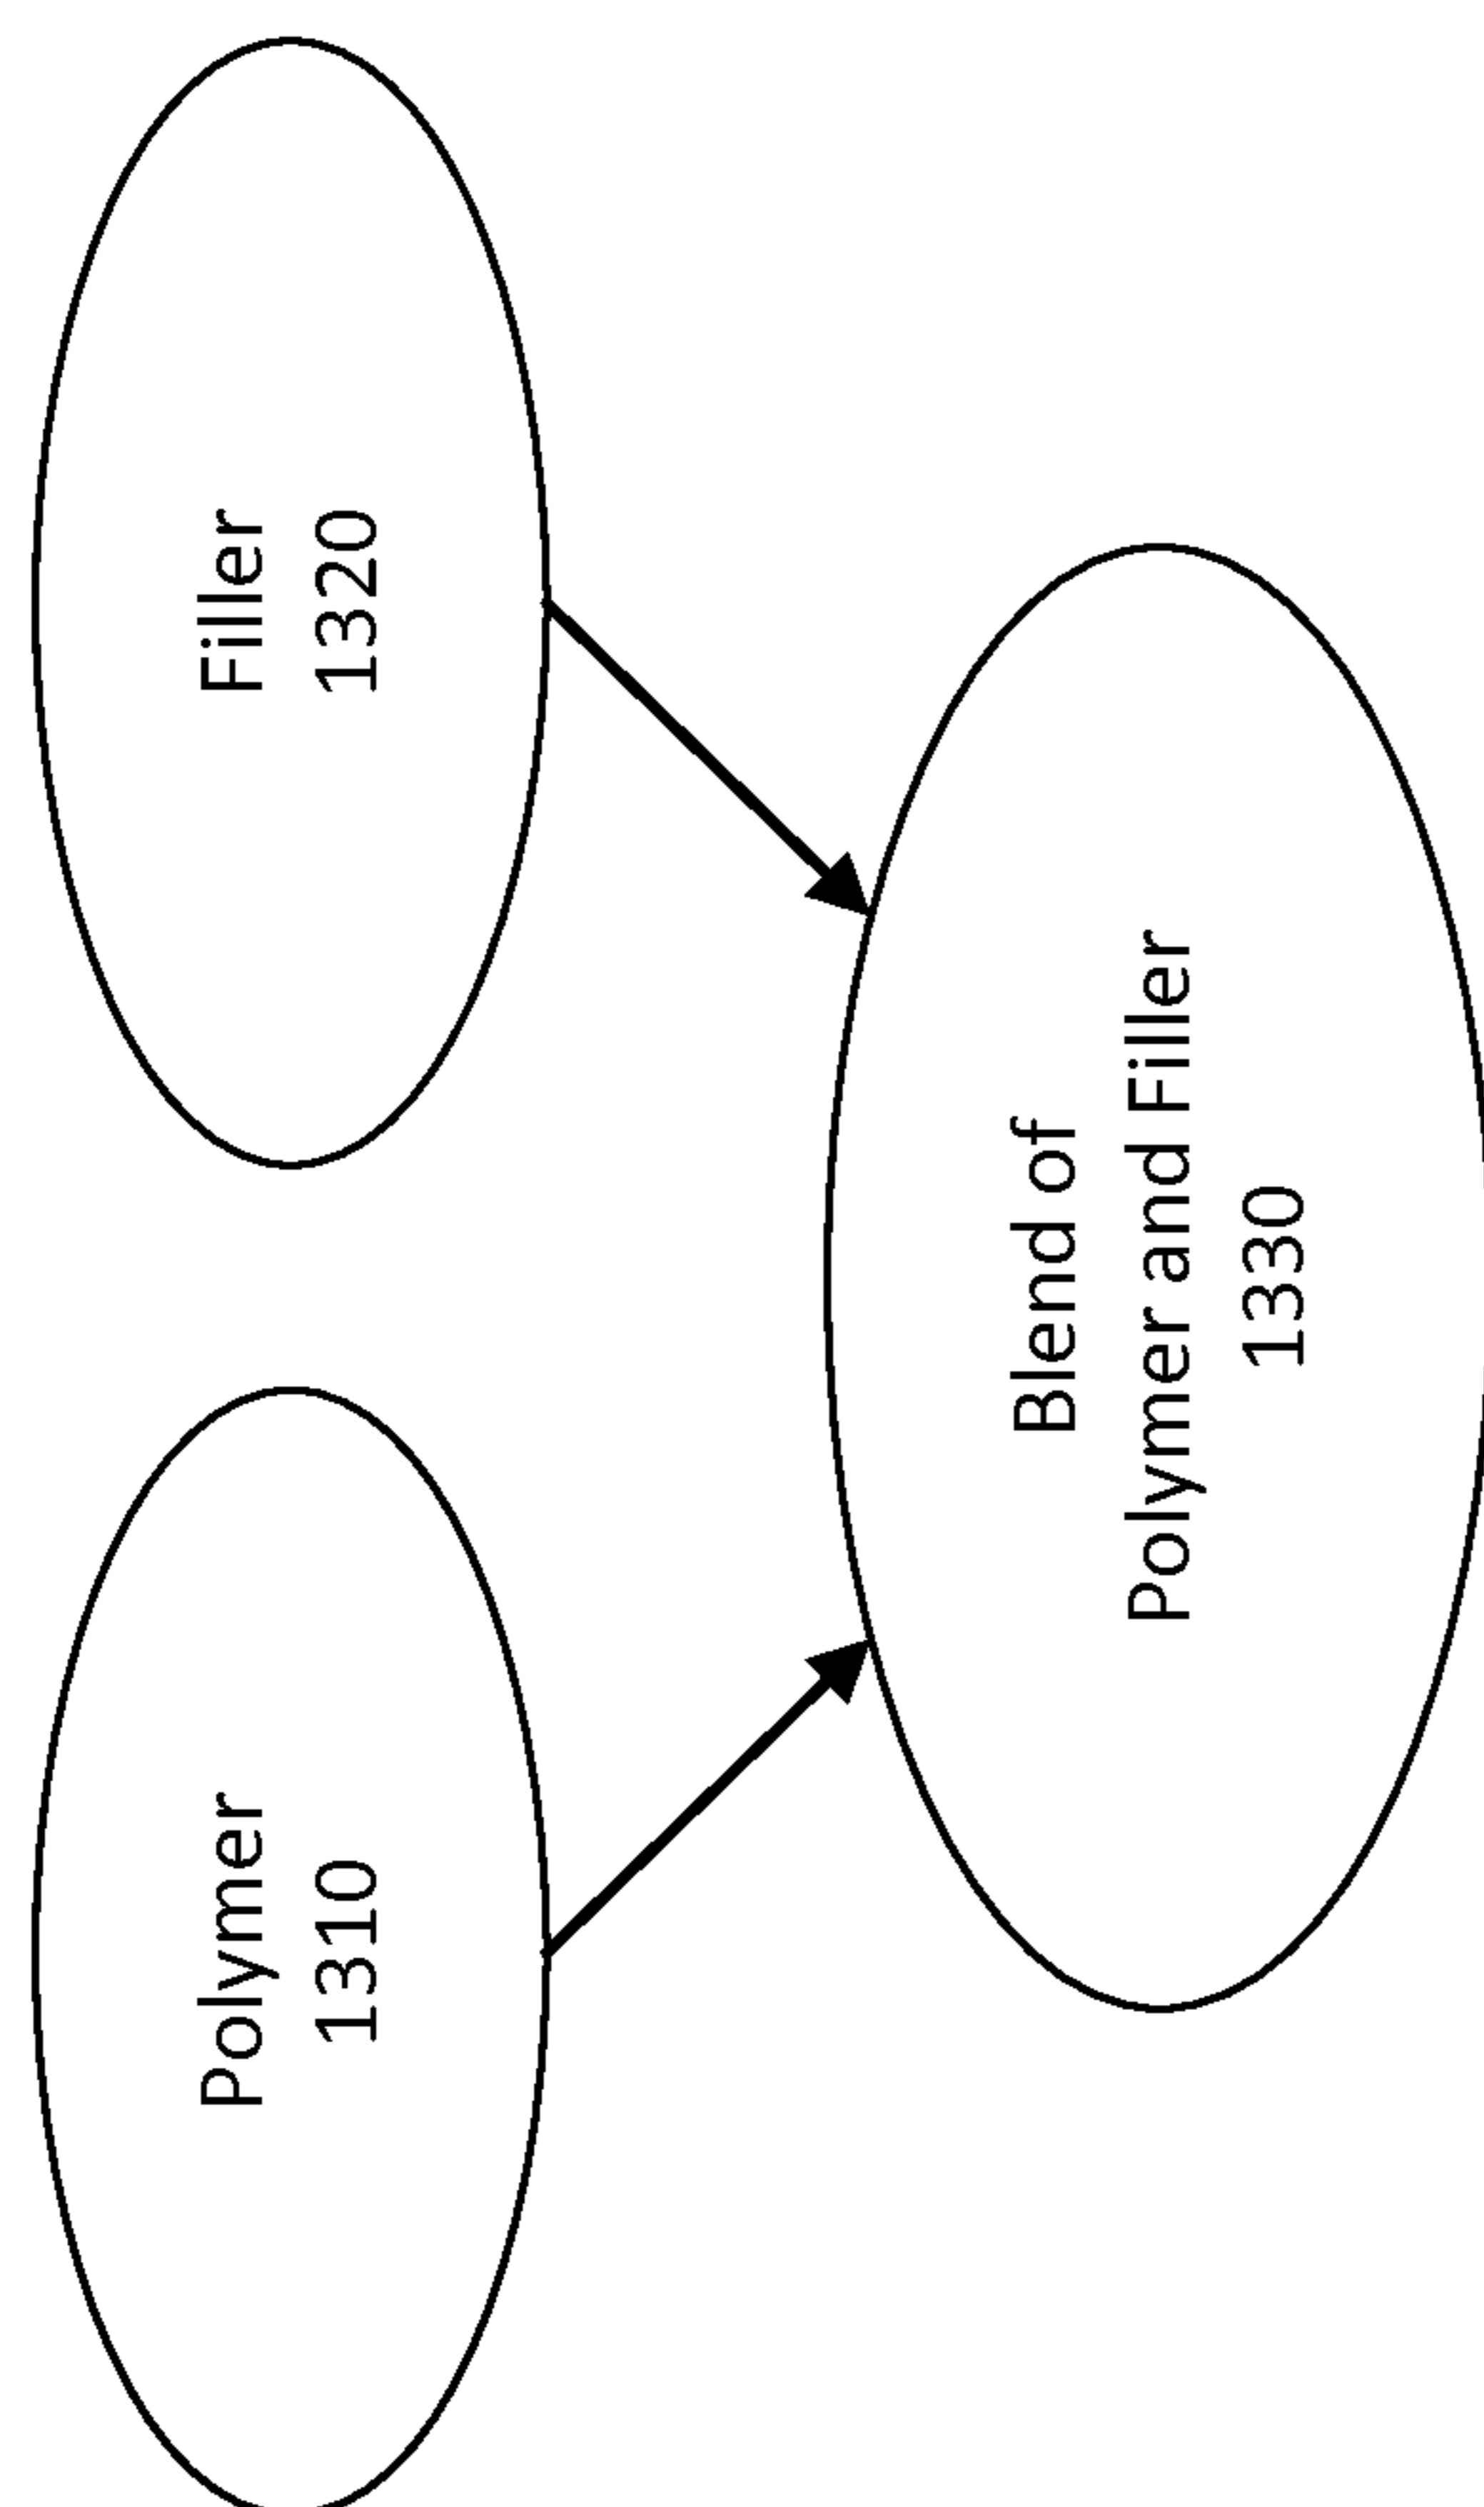 Polymer
1310
Filler
1320
Blend of
Polymer and Filler
1330